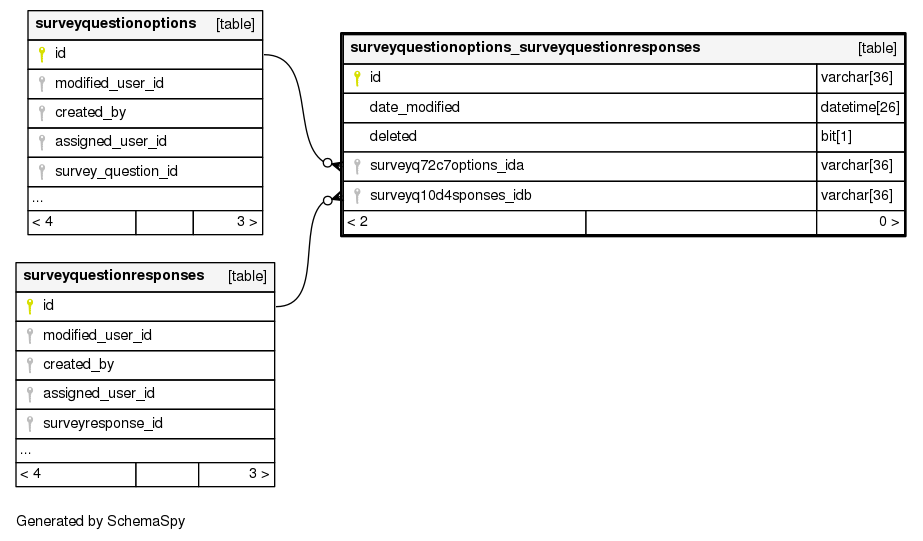 surveyquestionoptions [table]
id
modified_user_id
created_by
assigned_user_id
survey_question_id
...
< 4 3 >
surveyquestionoptions_surveyquestionresponses [table]
id varchar[36]
date_modified datetime[26]
deleted bit[1]
surveyq72c7options_ida varchar[36]
surveyq10d4sponses_idb varchar[36]
< 2 0 >
surveyquestionresponses [table]
id
modified_user_id
created_by
assigned_user_id
surveyresponse_id
...
< 4 3 >
Generated by SchemaSpy